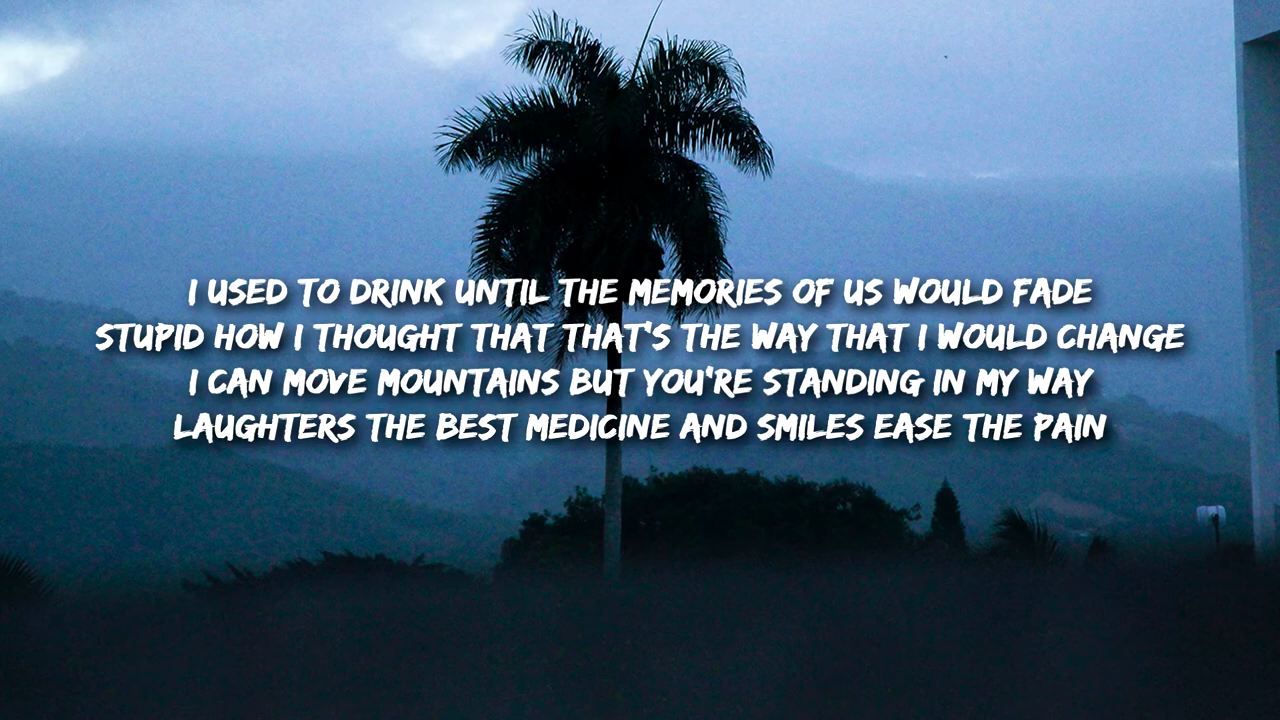 I USED TO DRINK UNTIL THE MEMORIES OF US WOULD FADE
STUPID HOW I THOUGHT THAT THAT'S THE WAY THAT I WOULD CHANGE
I CAN MOVE MOUNTAINS BUT YOU'RE STANDING IN MY WAY
LAUGHTERS THE BEST MEDICINE AND SMILES EASE THE PAIN